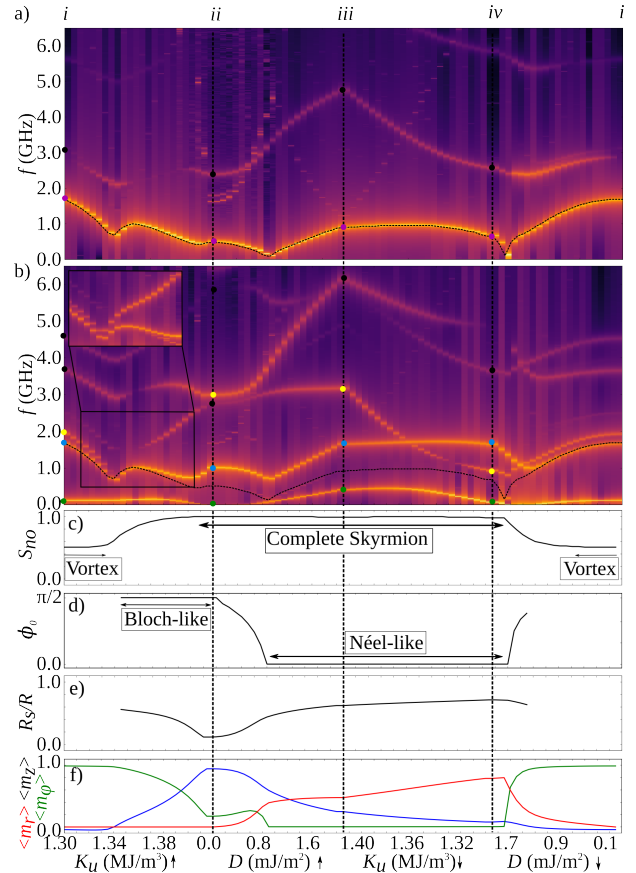 a)
i ii iii iv i
6.0
5.0
f (GHz)
4.0
3.0
2.0
1.0
0.0
b)
6.0
5.0
f (GHz)
4.0
3.0
2.0
1.0
0.0
c)
1.0
S_no
Complete Skyrmion
Vortex Vortex
0.0
π/2
d)
ϕ₀
Bloch-like
Néel-like
0.0
1.0
e)
R_S/R
0.0
1.0
f)
<m_r> <m_z>
<m_φ>
0.0
1.30 1.34 1.38 0.0 0.8 1.6 1.40 1.36 1.32 1.7 0.9 0.1
K_u (MJ/m³)↑ D (mJ/m²) ↑ K_u (MJ/m³)↓ D (mJ/m²) ↓